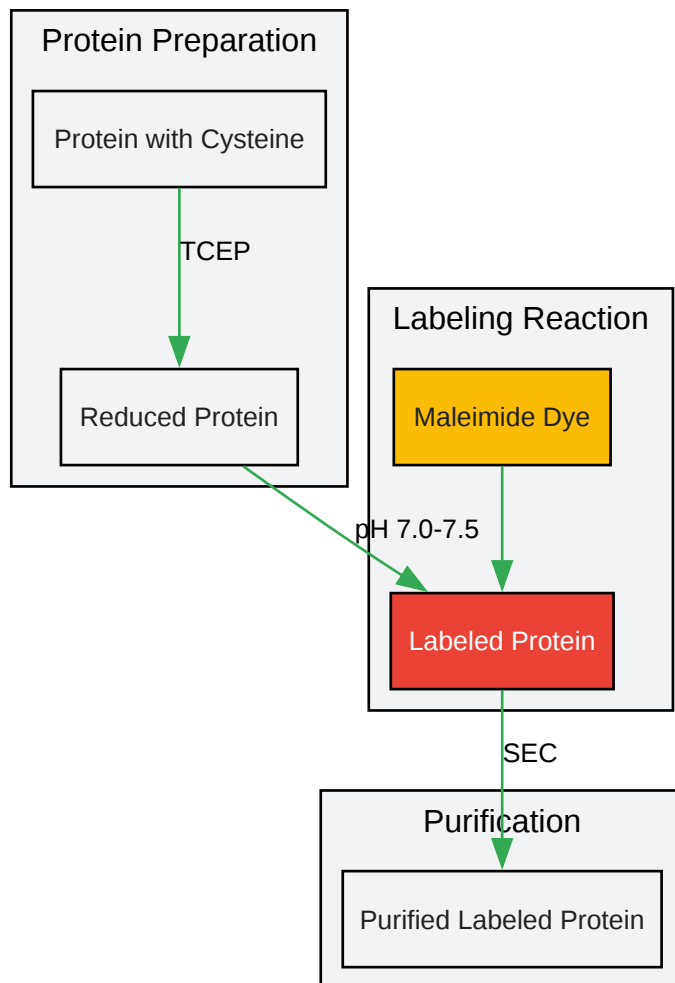 Protein Preparation
Protein with Cysteine
TCEP
Reduced Protein
Labeling Reaction
Maleimide Dye
pH 7.0-7.5
Labeled Protein
SEC
Purification
Purified Labeled Protein